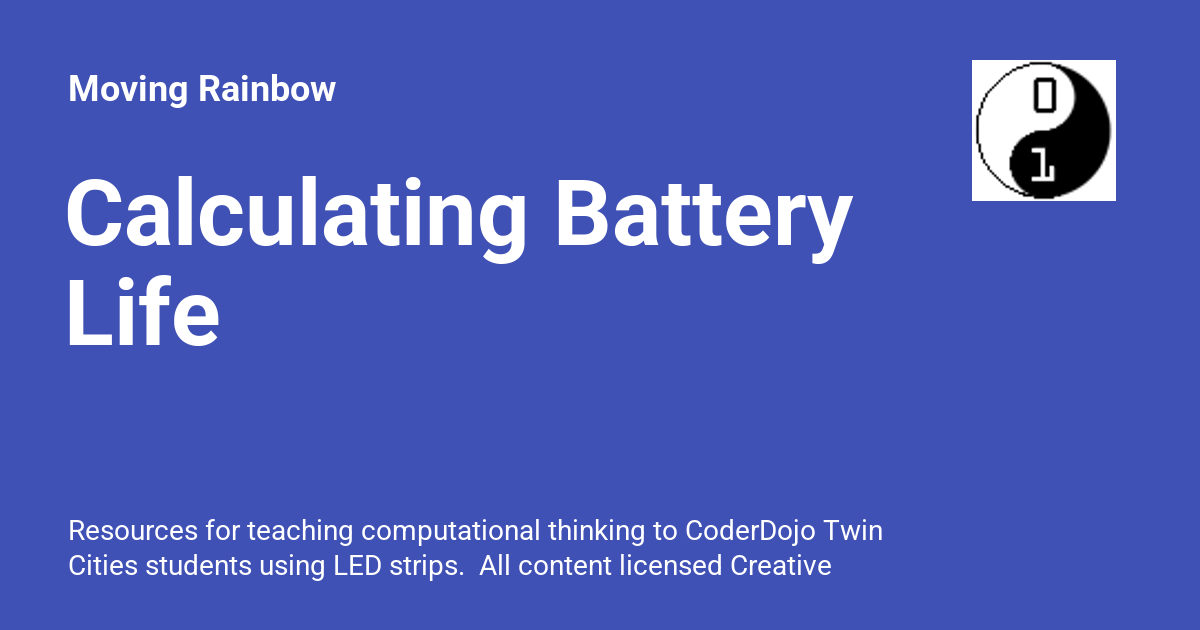 Moving Rainbow
0
1
Calculating Battery
Life
Resources for teaching computational thinking to CoderDojo Twin
Cities students using LED strips.  All content licensed Creative